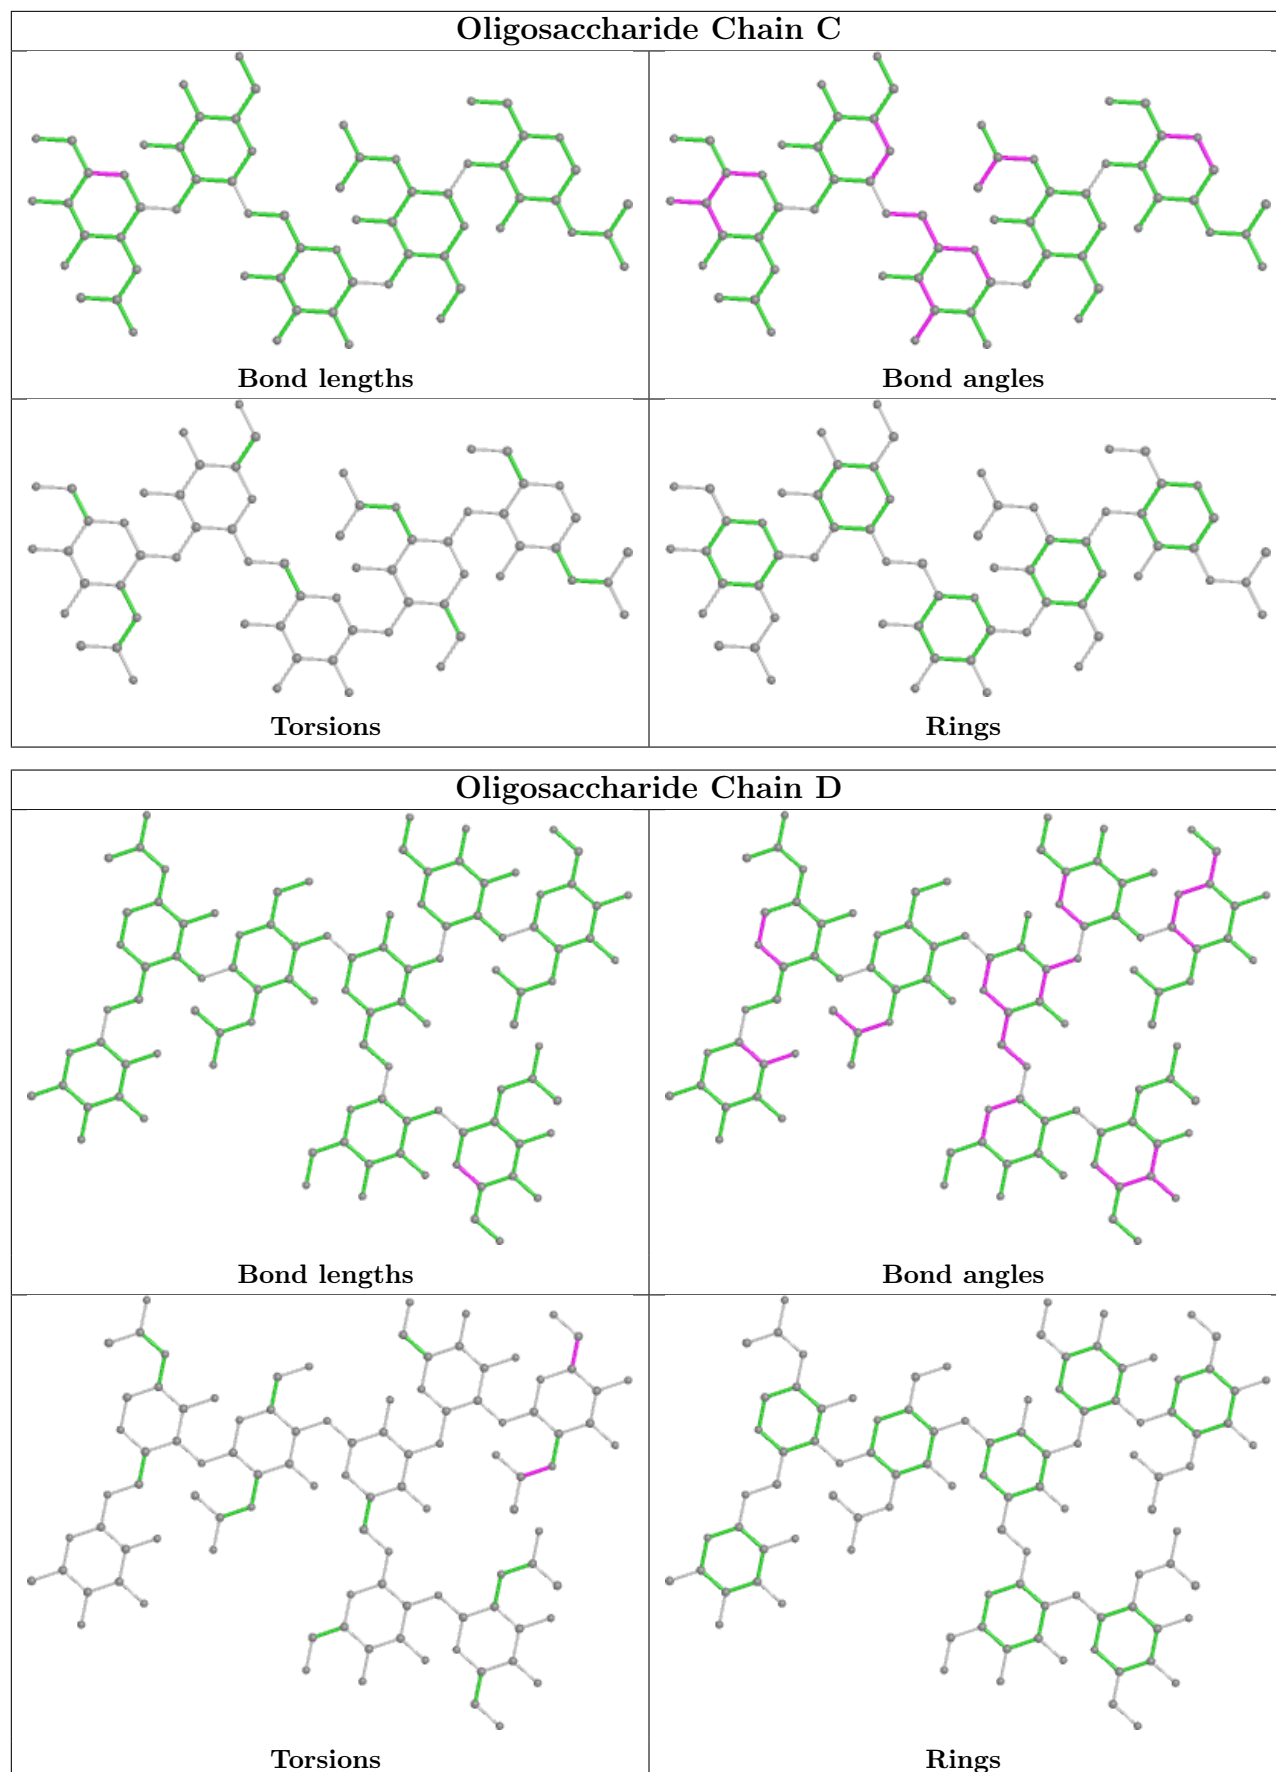 Oligosaccharide Chain C
Bond lengths
Bond angles
Torsions
Rings
Oligosaccharide Chain D
Bond lengths
Bond angles
Torsions
Rings